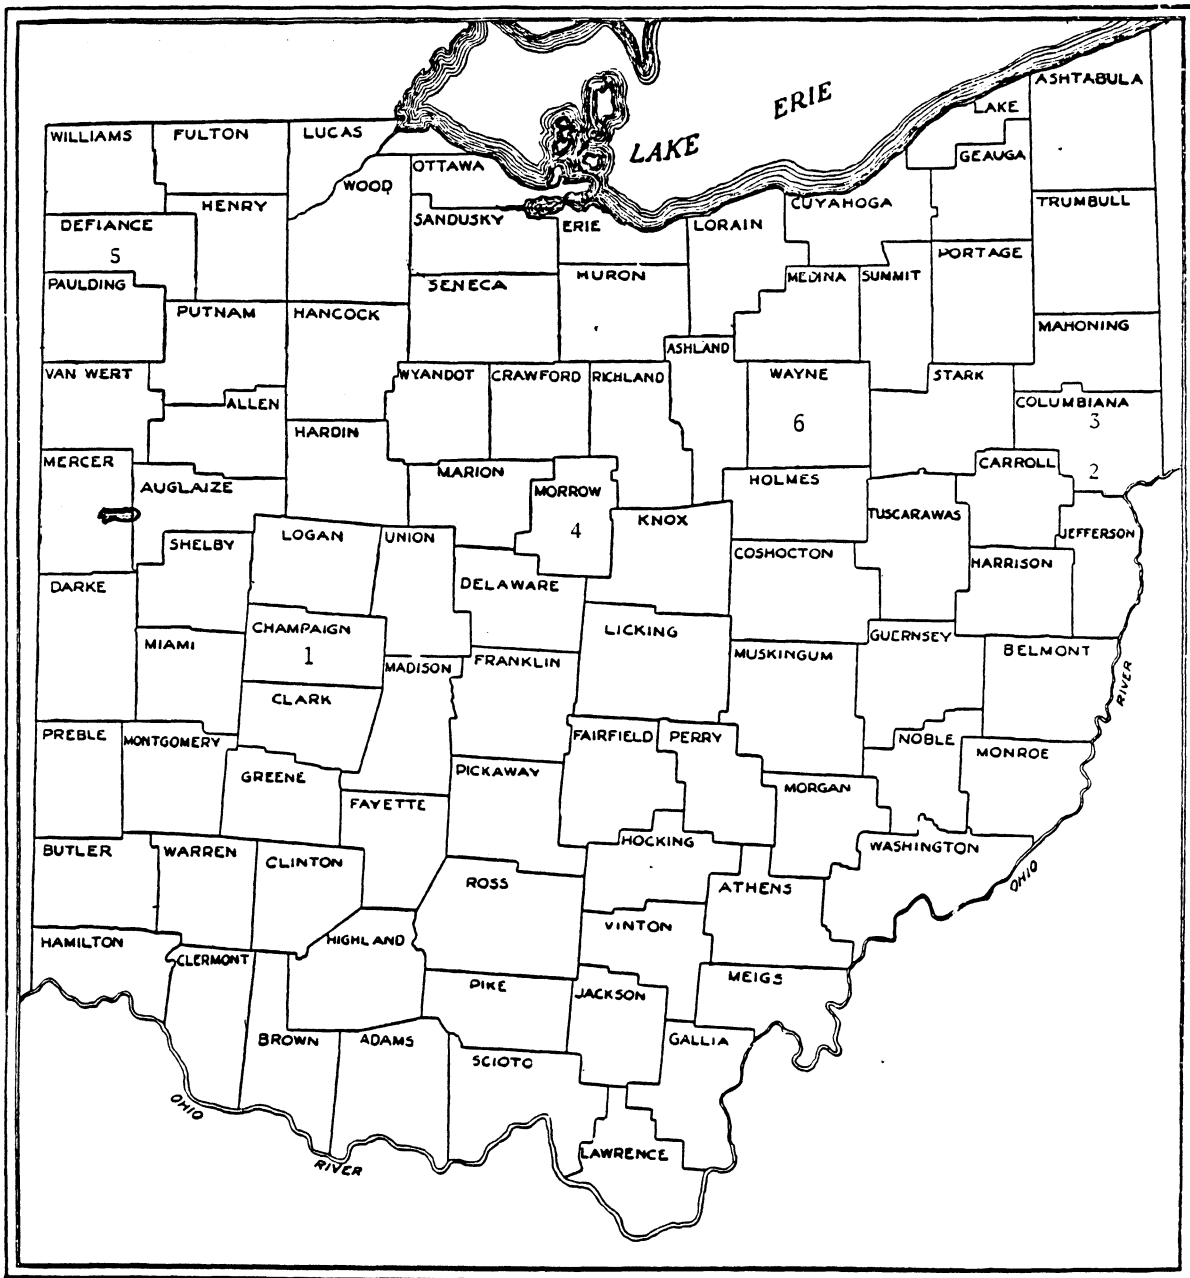 ASHTABULA
ERIE
LAKE
LAKE
WILLIAMS
FULTON
LUCAS
GEAUGA
OTTAWA
WOOD
HENRY
CUYAHOGA
TRUMBULL
SANDUSKY
ERIE
LORAIN
DEFIANCE
5
PORTAGE
PAULDING
SENECA
HURON
MEDINA
SUMMIT
PUTNAM
HANCOCK
MAHONING
ASHLAND
VAN WERT
WYANDOT
CRAWFORD
RICHLAND
WAYNE
STARK
ALLEN
COLUMBIANA
3
6
HARDIN
MERCER
CARROLL
MARION
2
AUGLAIZE
MORROW
HOLMES
KNOX
TUSCARAWAS
4
LOGAN
UNION
JEFFERSON
SHELBY
COSHOCTON
HARRISON
DARKE
DELAWARE
CHAMPAIGN
LICKING
GUERNSEY
MIAMI
1
MADISON
FRANKLIN
MUSKINGUM
BELMONT
RIVER
CLARK
PREBLE
MONTGOMERY
FAIRFIELD
PERRY
NOBLE
MONROE
GREENE
PICKAWAY
MORGAN
FAYETTE
HOCKING
BUTLER
WARREN
CLINTON
WASHINGTON
OHIO
ROSS
ATHENS
VINTON
HAMILTON
HIGHLAND
CLERMONT
MEIGS
PIKE
JACKSON
BROWN
ADAMS
GALLIA
SCIOTO
OHIO
LAWRENCE
RIVER